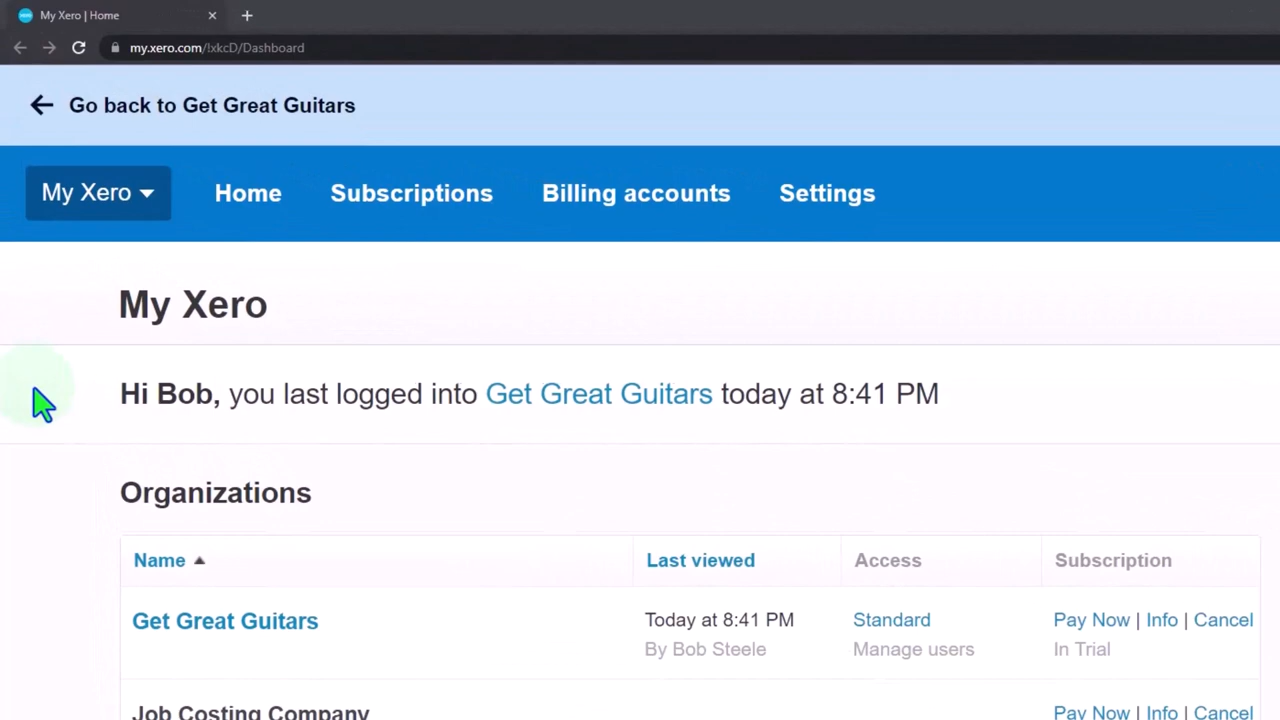 My Xero | Home
my.xero.com/!xkcD/Dashboard
Go back to Get Great Guitars
My Xero Home Subscriptions Billing accounts Settings
My Xero
Hi Bob, you last logged into Get Great Guitars today at 8:41 PM
Organizations
Name Last viewed Access Subscription
Get Great Guitars Today at 8:41 PM Standard Pay Now | Info | Cancel
By Bob Steele Manage users In Trial
Job Costing Company Pay Now | Info | Cancel